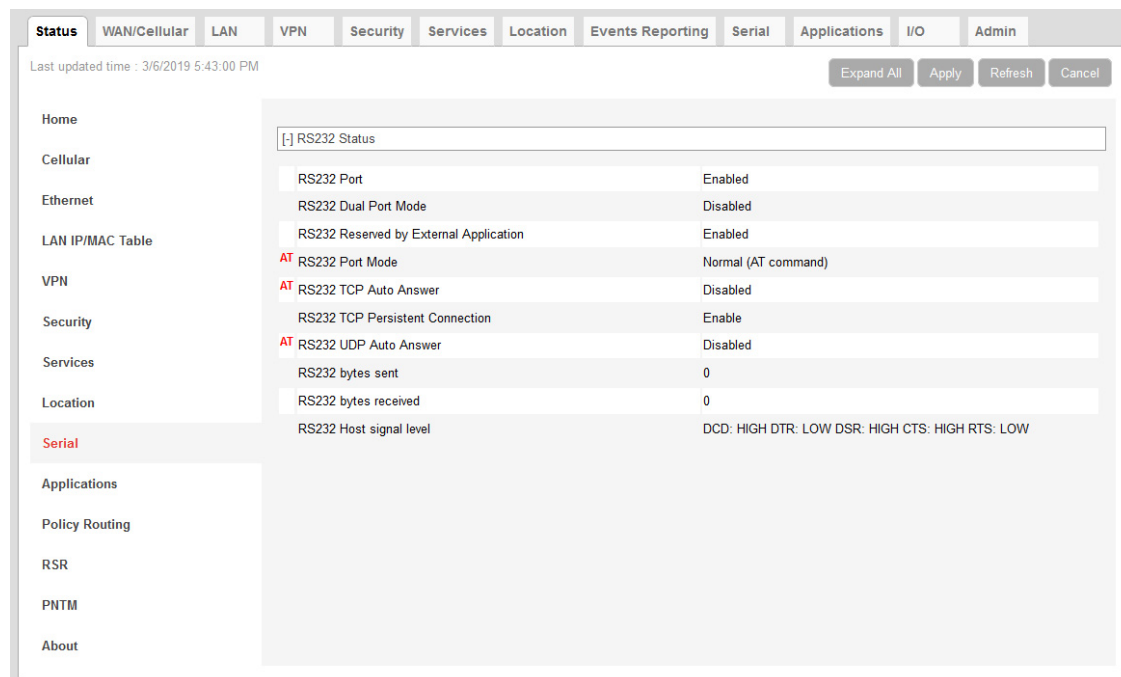 Status WAN/Cellular LAN VPN Security Services Location Events Reporting Serial Applications I/O Admin
Last updated time : 3/6/2019 5:43:00 PM
Expand All Apply Refresh Cancel
Home
Cellular
Ethernet
LAN IP/MAC Table
VPN
Security
Services
Location
Serial
Applications
Policy Routing
RSR
PNTM
About
[-] RS232 Status
RS232 Port Enabled
RS232 Dual Port Mode Disabled
RS232 Reserved by External Application Enabled
AT RS232 Port Mode Normal (AT command)
AT RS232 TCP Auto Answer Disabled
RS232 TCP Persistent Connection Enable
AT RS232 UDP Auto Answer Disabled
RS232 bytes sent 0
RS232 bytes received 0
RS232 Host signal level DCD: HIGH DTR: LOW DSR: HIGH CTS: HIGH RTS: LOW